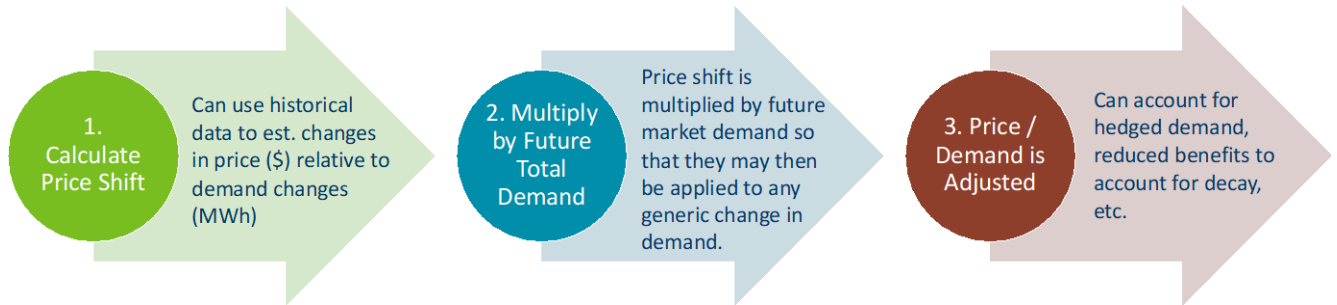 1.
Calculate
Price Shift
Can use historical
data to est. changes
in price ($) relative to
demand changes
(MWh)
2. Multiply
by Future
Total
Demand
Price shift is
multiplied by future
market demand so
that they may then
be applied to any
generic change in
demand.
3. Price /
Demand is
Adjusted
Can account for
hedged demand,
reduced benefits to
account for decay,
etc.